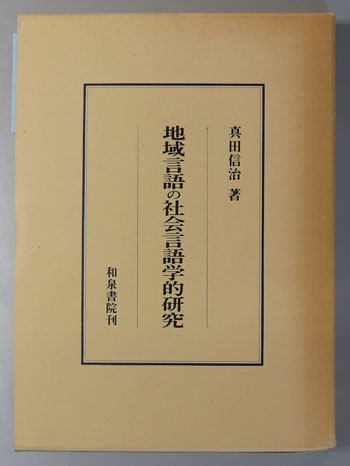 真田信治 著
地域言語の社会言語学的研究
和泉書院刊